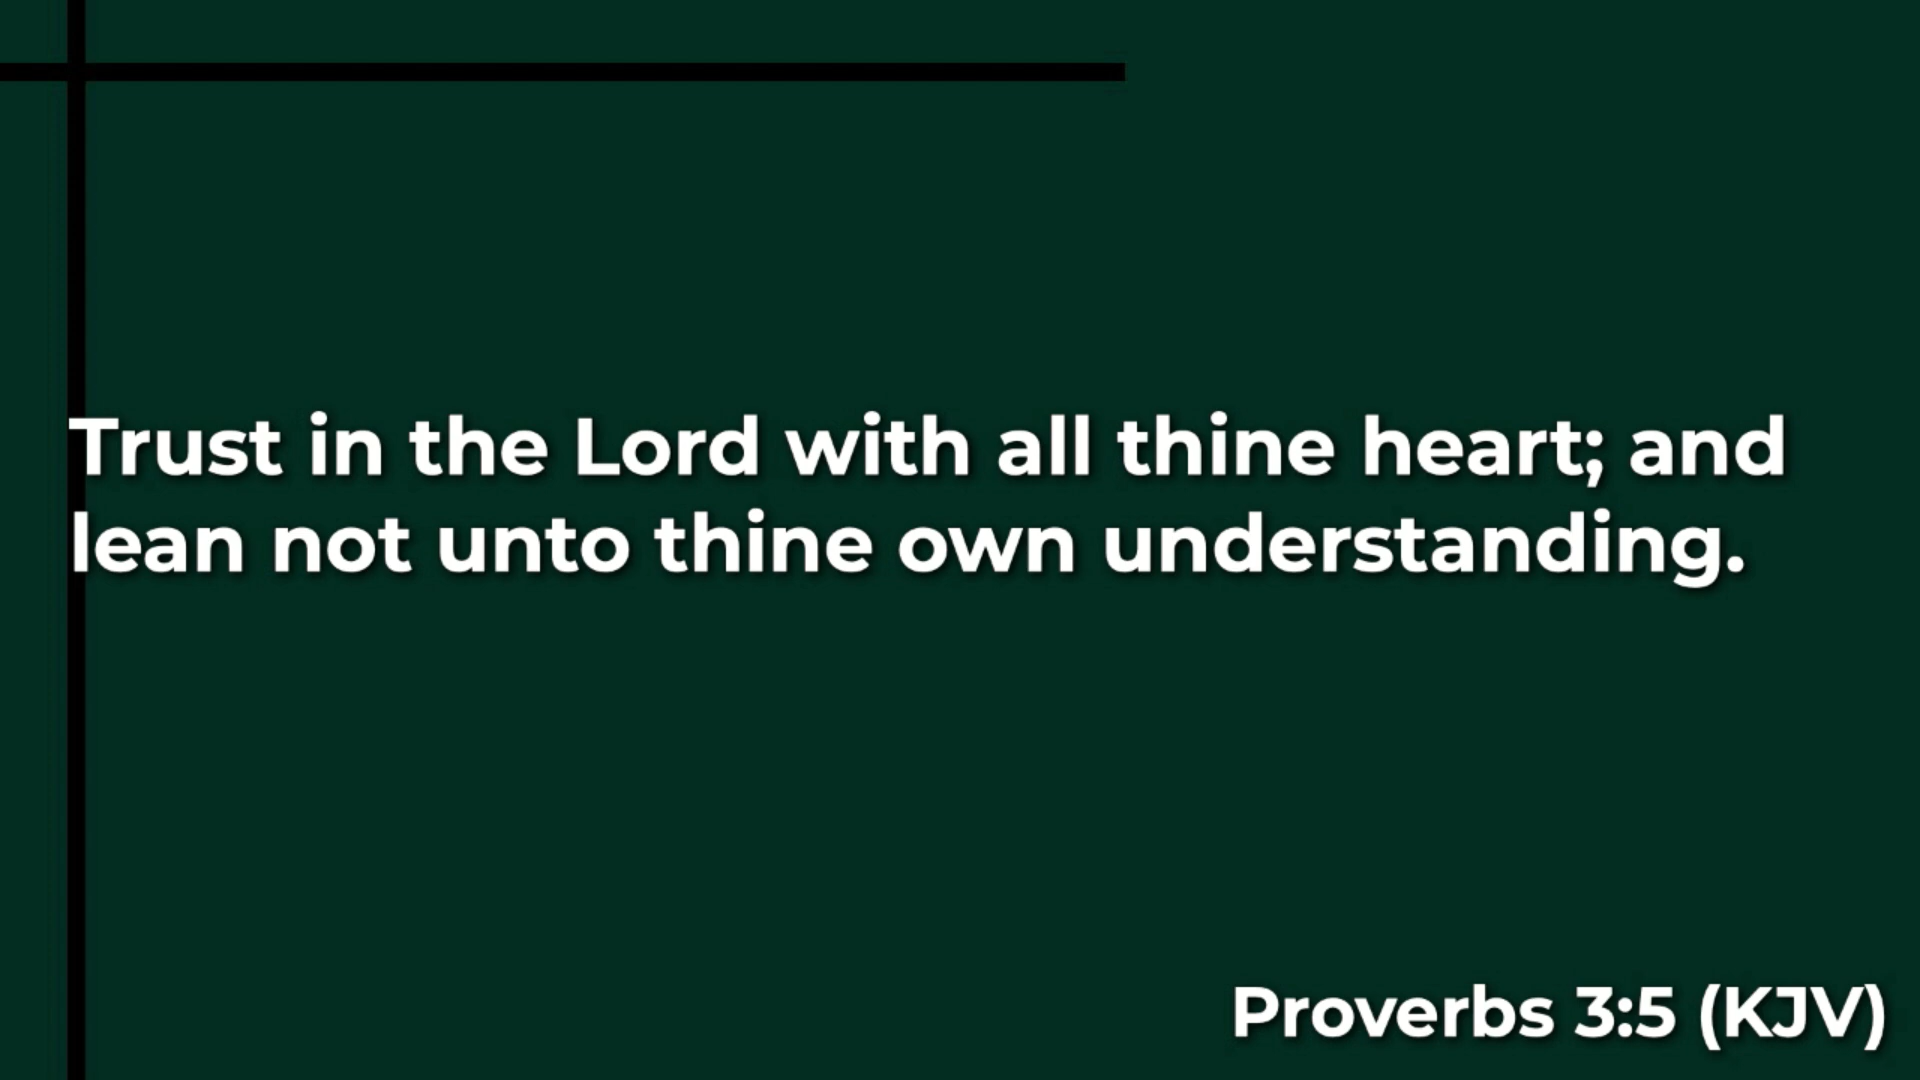 Trust in the Lord with all thine heart; and
lean not unto thine own understanding.
Proverbs 3:5 (KJV)